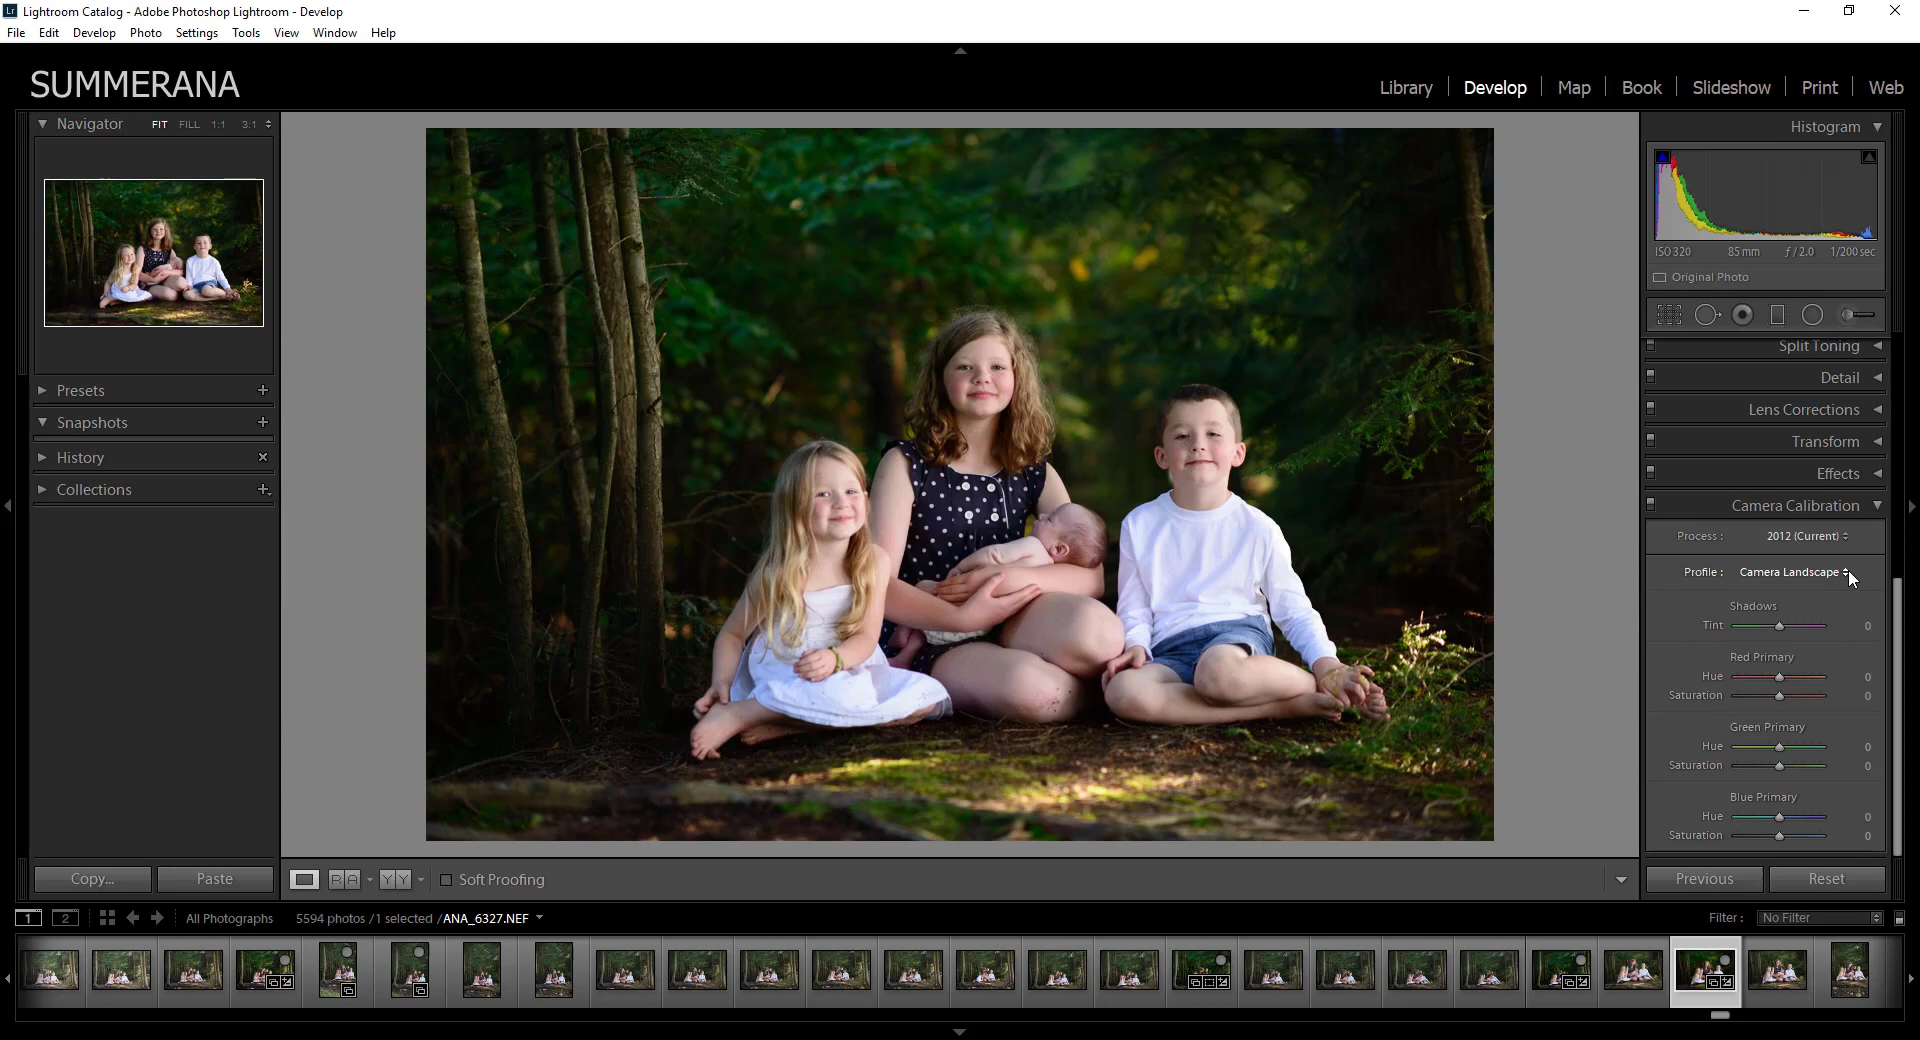 Lightroom Catalog - Adobe Photoshop Lightroom - Develop
File Edit Develop Photo Settings Tools View Window Help
SUMMERANA
Library Develop Map Book Slideshow Print Web
Navigator FIT FILL 1:1 3:1
Presets
Snapshots
History
Collections
Copy... Paste
R A Y Y Soft Proofing
Histogram
ISO 320 85 mm ƒ / 2.0 1/200 sec
Original Photo
Split Toning
Detail
Lens Corrections
Transform
Effects
Camera Calibration
Process : 2012 (Current)
Profile : Camera Landscape
Shadows
Tint 0
Red Primary
Hue 0
Saturation 0
Green Primary
Hue 0
Saturation 0
Blue Primary
Hue 0
Saturation 0
Previous Reset
1 2 All Photographs 5594 photos / 1 selected / ANA_6327.NEF Filter : No Filter